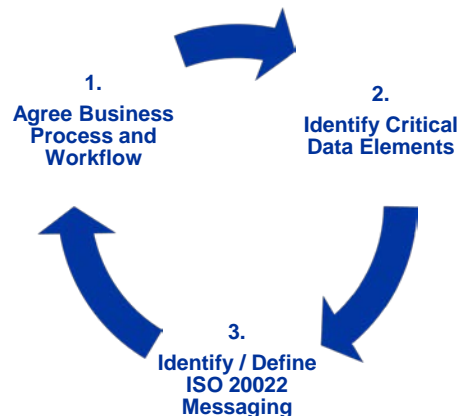 1.
Agree Business
Process and
Workflow
2.
Identify Critical
Data Elements
3.
Identify / Define
ISO 20022
Messaging